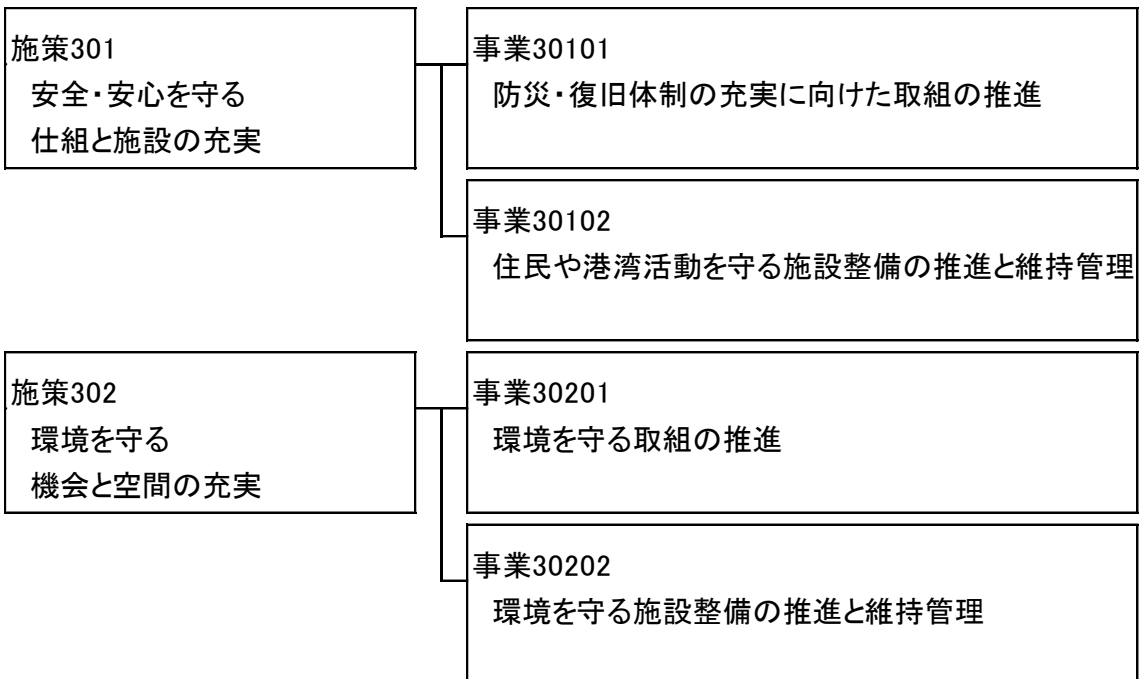 施策301
安全・安心を守る
仕組と施設の充実
事業30101
防災・復旧体制の充実に向けた取組の推進
事業30102
住民や港湾活動を守る施設整備の推進と維持管理
施策302
環境を守る
機会と空間の充実
事業30201
環境を守る取組の推進
事業30202
環境を守る施設整備の推進と維持管理